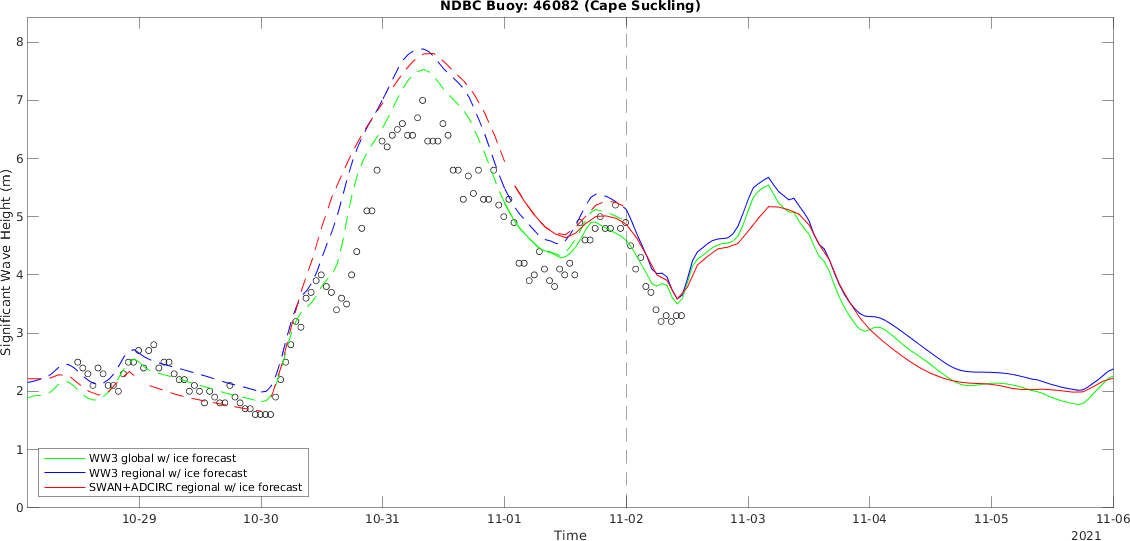 NDBC Buoy: 46082 (Cape Suckling)
Significant Wave Height (m)
8
7
6
5
4
3
2
1
0
WW3 global w/ ice forecast
WW3 regional w/ ice forecast
SWAN+ADCIRC regional w/ ice forecast
10-29 10-30 10-31 11-01 11-02 11-03 11-04 11-05 11-06
Time
2021